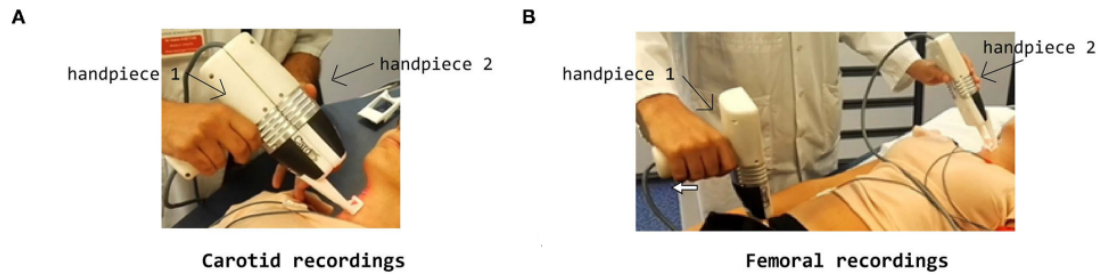 A
B
handpiece 1
handpiece 2
handpiece 1
handpiece 2
Carotid recordings
Femoral recordings